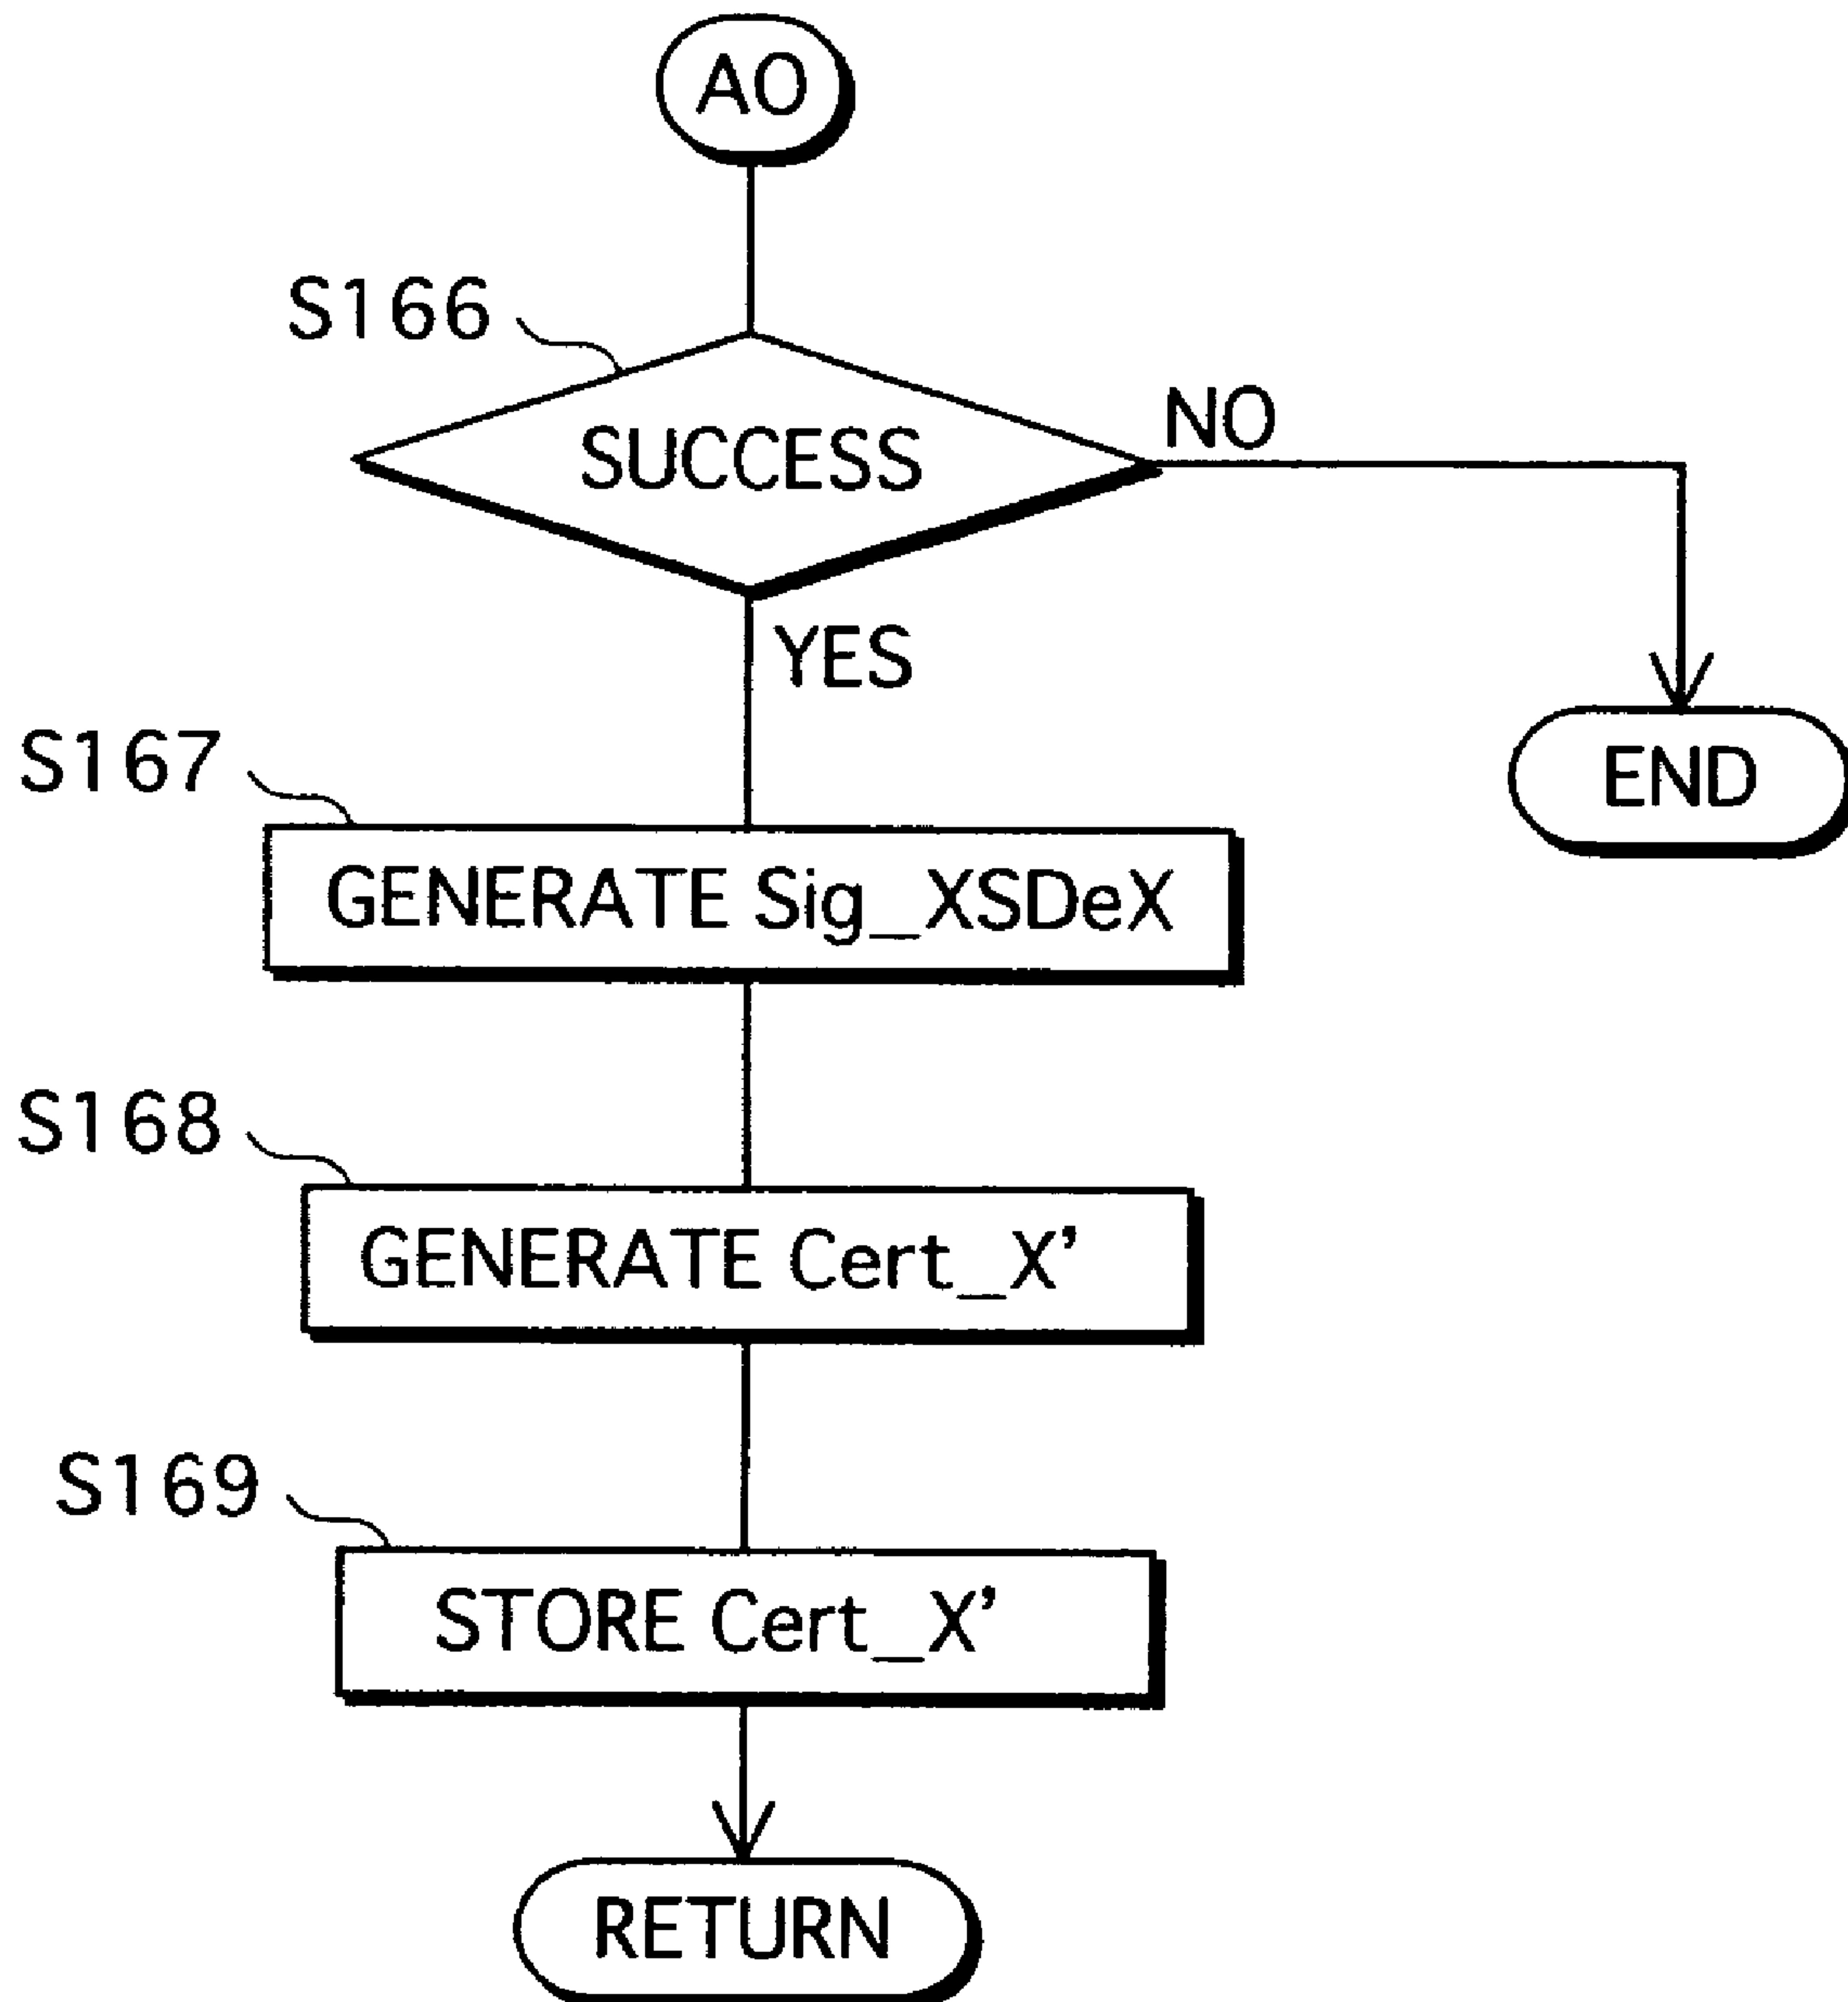 AO
S166
SUCCESS
NO
YES
S167
END
GENERATE Sig_XSDeX
S168
GENERATE Cert_X'
S169
STORE Cert_X'
RETURN